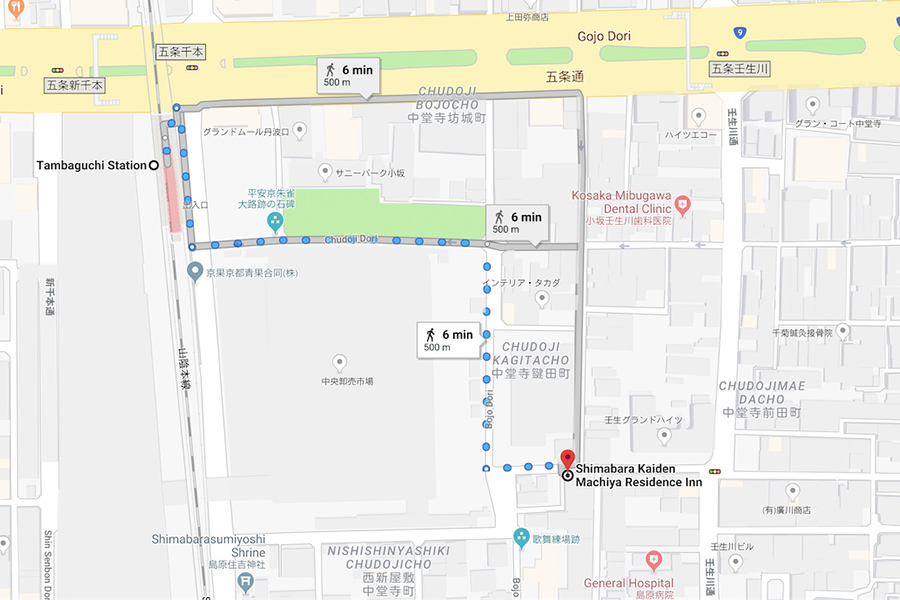 上田弥商店
Gojo Dori
9
五条千本
五条新千本
五条壬生川
五条通
6 min
500 m
CHUDOJI
BOJOCHO
中堂寺坊城町
グランドムール丹波口
ハイツエコー
壬生川通
グラン・コート中堂寺
Tambaguchi Station
サニーパーク小坂
平安京朱雀
大路跡の石碑
出入口
Kosaka Mibugawa
Dental Clinic
小坂壬生川歯科医院
6 min
500 m
Chudoji Dori
京果京都青果合同(株)
インテリア・タカダ
新千本通
山陰本線
6 min
500 m
千菊鍼灸接骨院
CHUDOJI
KAGITACHO
中堂寺鍵田町
中央卸売市場
CHUDOJIMAE
DACHO
中堂寺前田町
Bojo Dori
壬生グランドハイツ
Shimabara Kaiden
Machiya Residence Inn
(有)廣川商店
Shimabarasumiyoshi
Shrine
島原住吉神社
歌舞練場跡
壬生川ビル
NISHISHINYASHIKI
CHUDOJICHO
西新屋敷
中堂寺町
General Hospital
島原病院
壬生川通
Shin Senbon Dori
Bojo